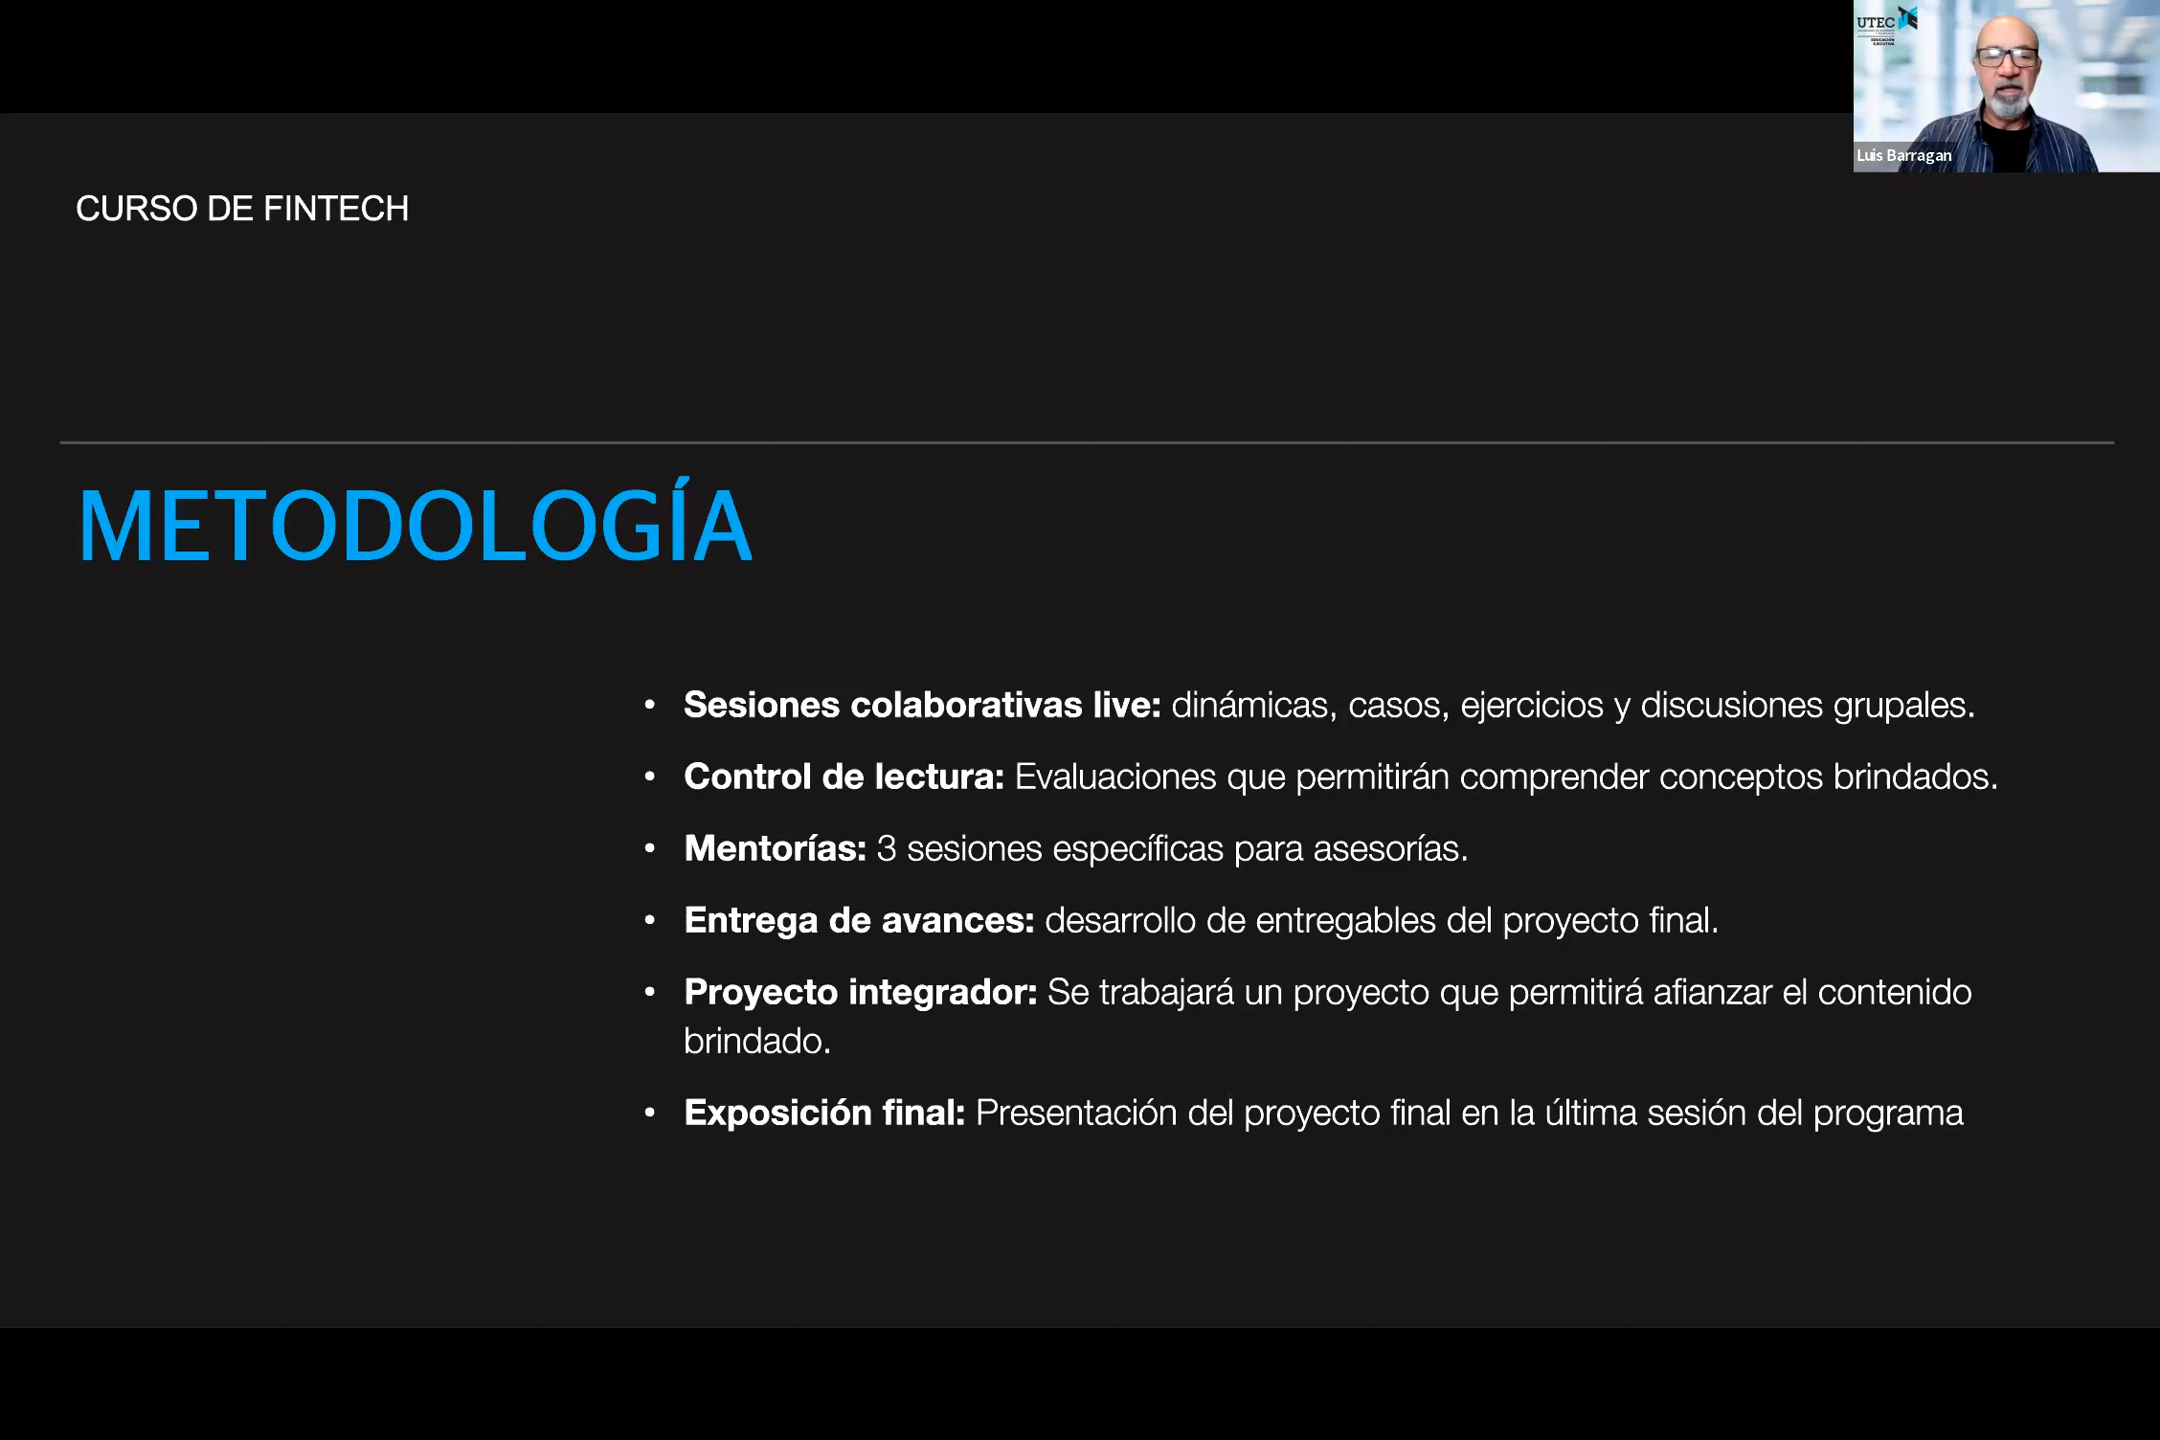 UTEC
EDUCACIÓN
EJECUTIVA
Luis Barragan
CURSO DE FINTECH
METODOLOGÍA
• Sesiones colaborativas live: dinámicas, casos, ejercicios y discusiones grupales.
• Control de lectura: Evaluaciones que permitirán comprender conceptos brindados.
• Mentorías: 3 sesiones específicas para asesorías.
• Entrega de avances: desarrollo de entregables del proyecto final.
• Proyecto integrador: Se trabajará un proyecto que permitirá afianzar el contenido
brindado.
• Exposición final: Presentación del proyecto final en la última sesión del programa